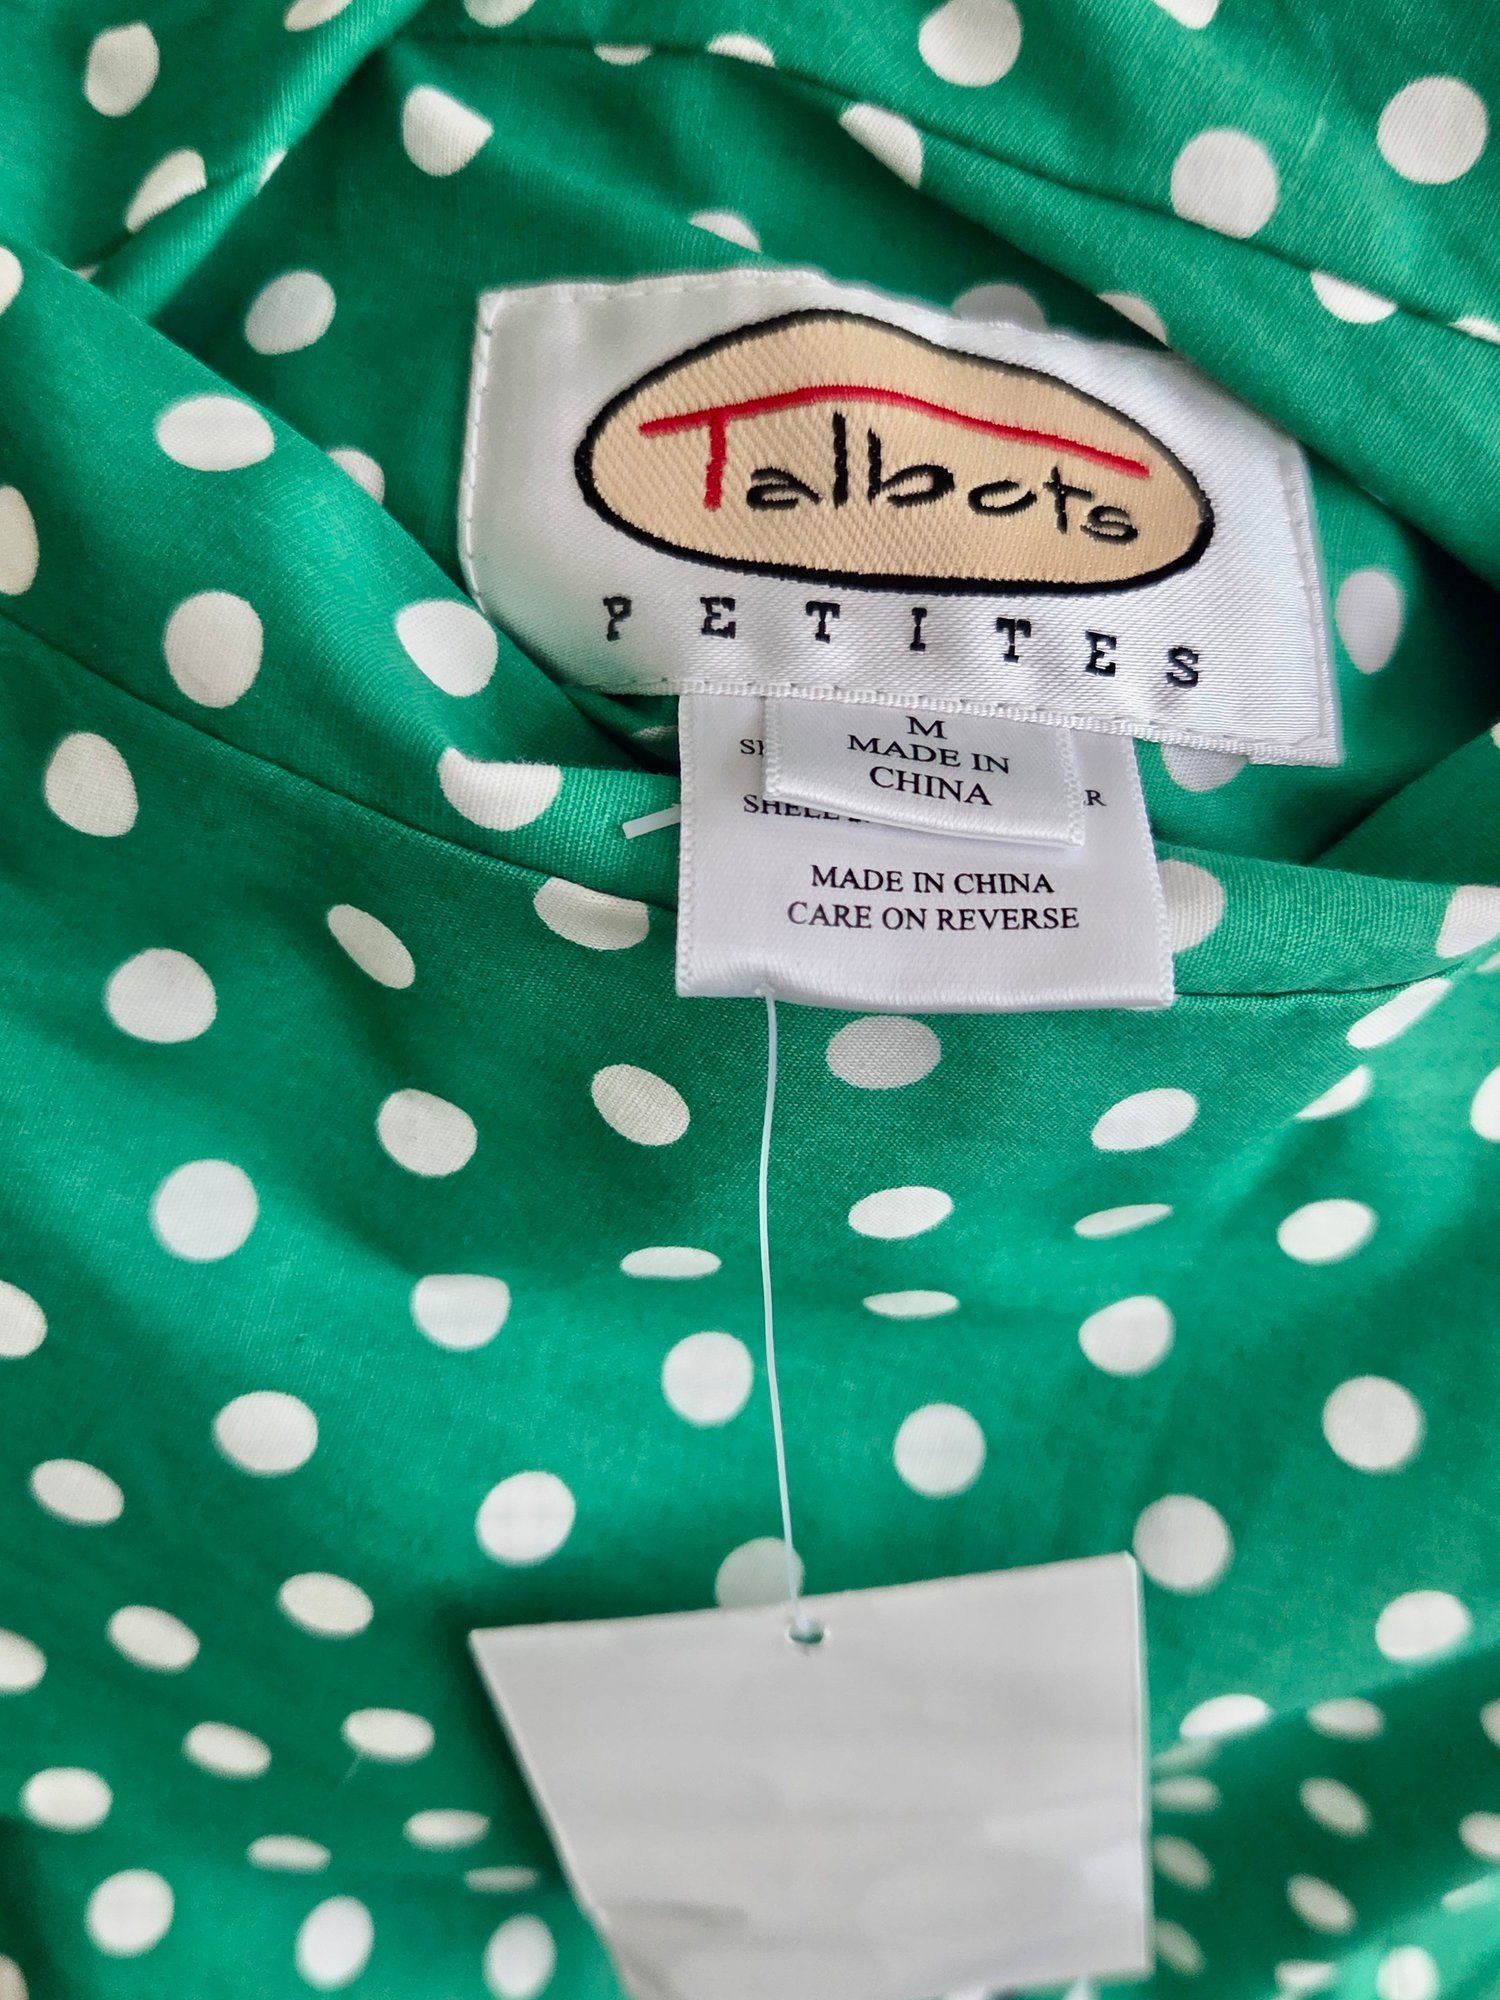 Talbots
PETITES
M
MADE IN
CHINA
MADE IN CHINA
CARE ON REVERSE